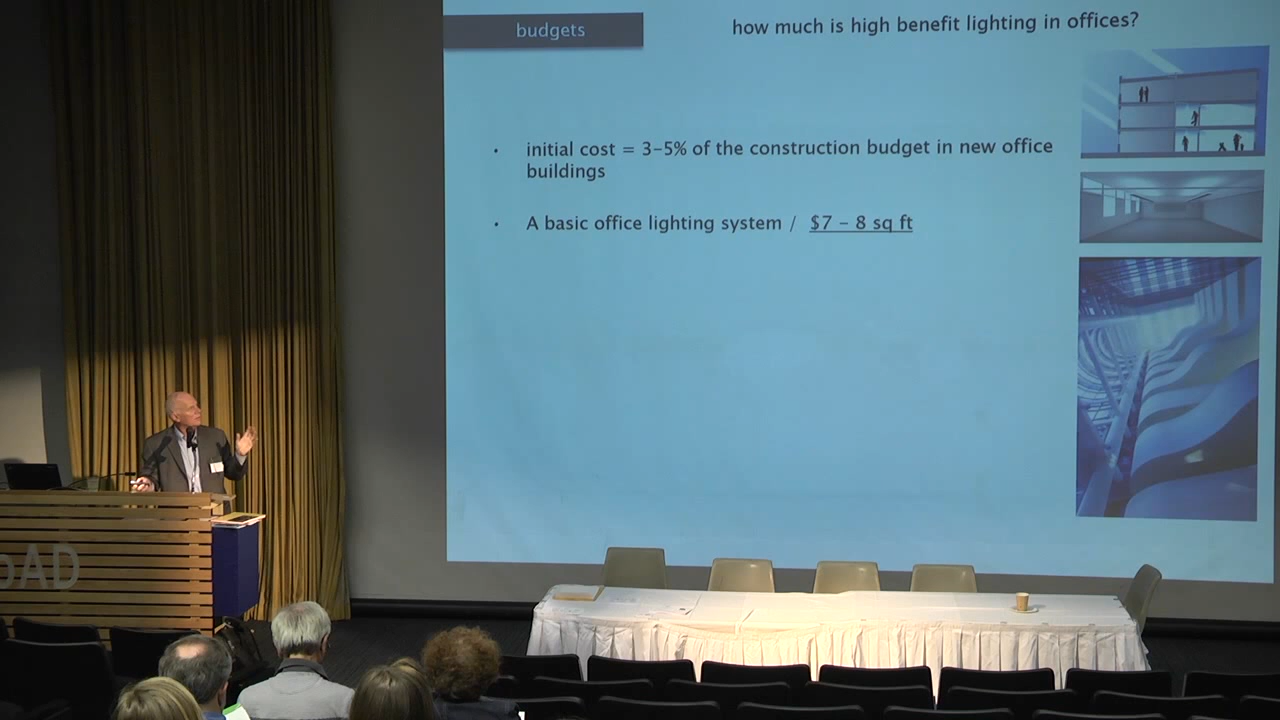 budgets
how much is high benefit lighting in offices?
• initial cost = 3–5% of the construction budget in new office
buildings
• A basic office lighting system / $7 – 8 sq ft
OAD